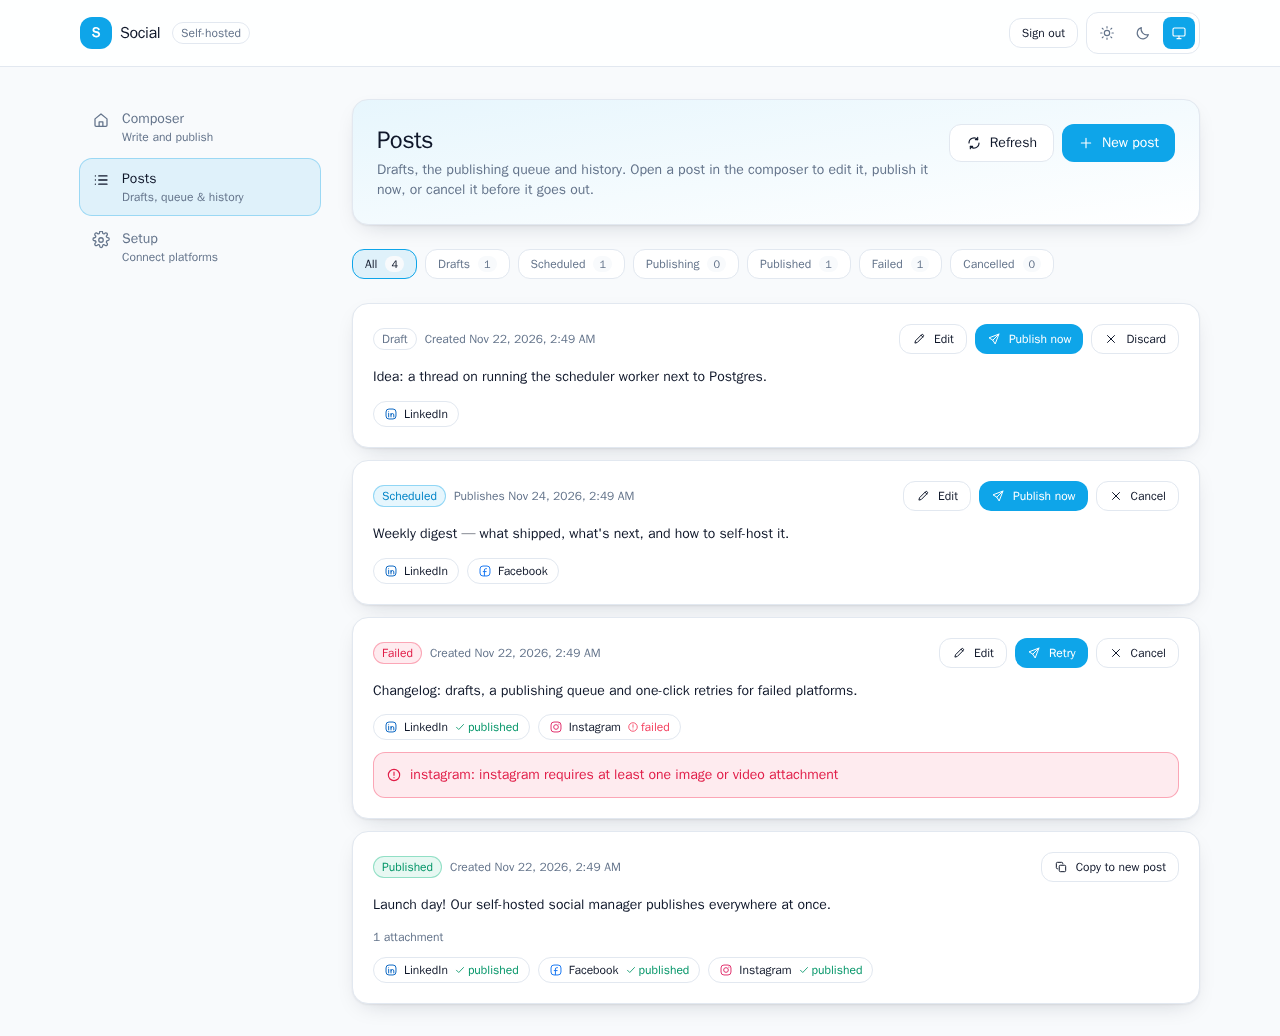 S Social Self-hosted Sign out
Composer
Write and publish
Posts
Drafts, queue & history
Setup
Connect platforms
Posts
Drafts, the publishing queue and history. Open a post in the composer to edit it, publish it
now, or cancel it before it goes out.
Refresh New post
All 4 Drafts 1 Scheduled 1 Publishing 0 Published 1 Failed 1 Cancelled 0
Draft Created Nov 22, 2026, 2:49 AM Edit Publish now Discard
Idea: a thread on running the scheduler worker next to Postgres.
LinkedIn
Scheduled Publishes Nov 24, 2026, 2:49 AM Edit Publish now Cancel
Weekly digest — what shipped, what's next, and how to self-host it.
LinkedIn Facebook
Failed Created Nov 22, 2026, 2:49 AM Edit Retry Cancel
Changelog: drafts, a publishing queue and one-click retries for failed platforms.
LinkedIn published Instagram failed
instagram: instagram requires at least one image or video attachment
Published Created Nov 22, 2026, 2:49 AM Copy to new post
Launch day! Our self-hosted social manager publishes everywhere at once.
1 attachment
LinkedIn published Facebook published Instagram published